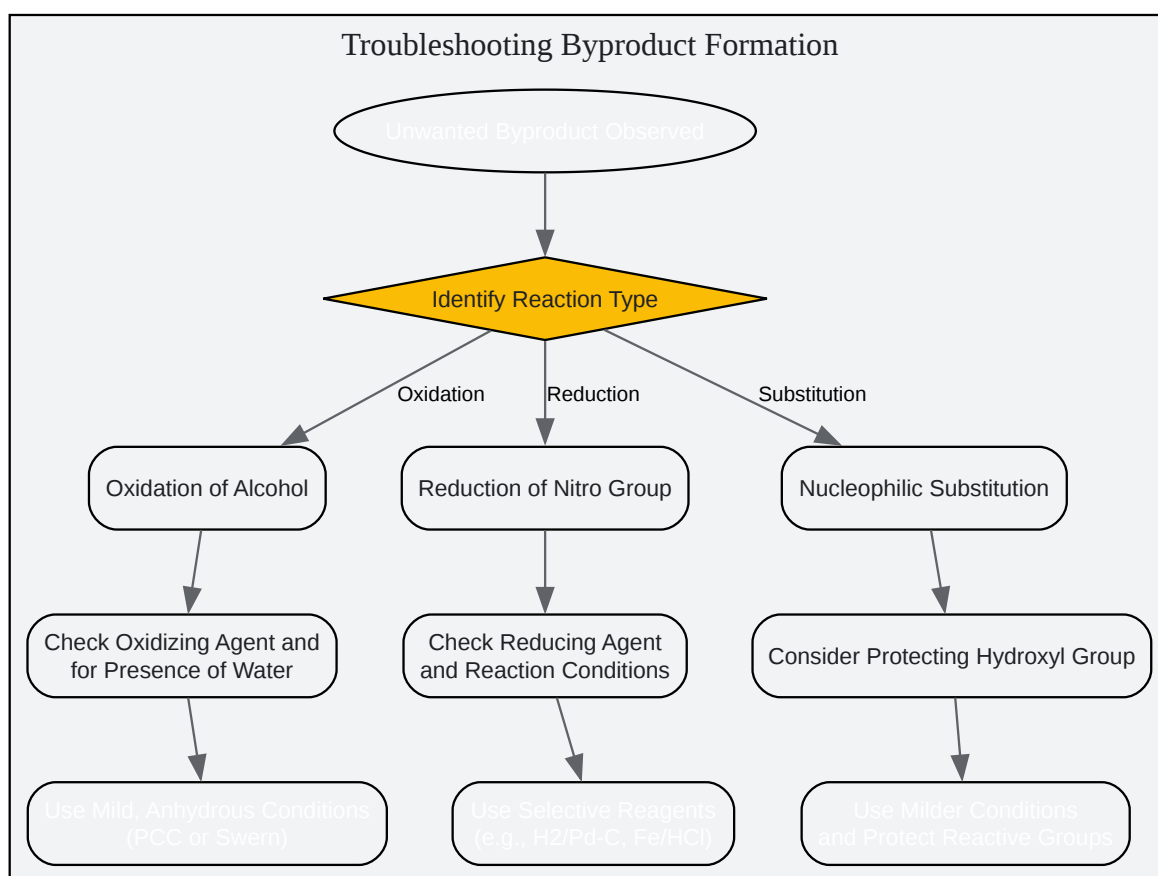 Troubleshooting Byproduct Formation
Unwanted Byproduct Observed
Identify Reaction Type
Oxidation
Reduction
Substitution
Oxidation of Alcohol
Reduction of Nitro Group
Nucleophilic Substitution
Check Oxidizing Agent and
for Presence of Water
Check Reducing Agent
and Reaction Conditions
Consider Protecting Hydroxyl Group
Use Mild, Anhydrous Conditions
(PCC or Swern)
Use Selective Reagents
(e.g., H2/Pd-C, Fe/HCl)
Use Milder Conditions
and Protect Reactive Groups